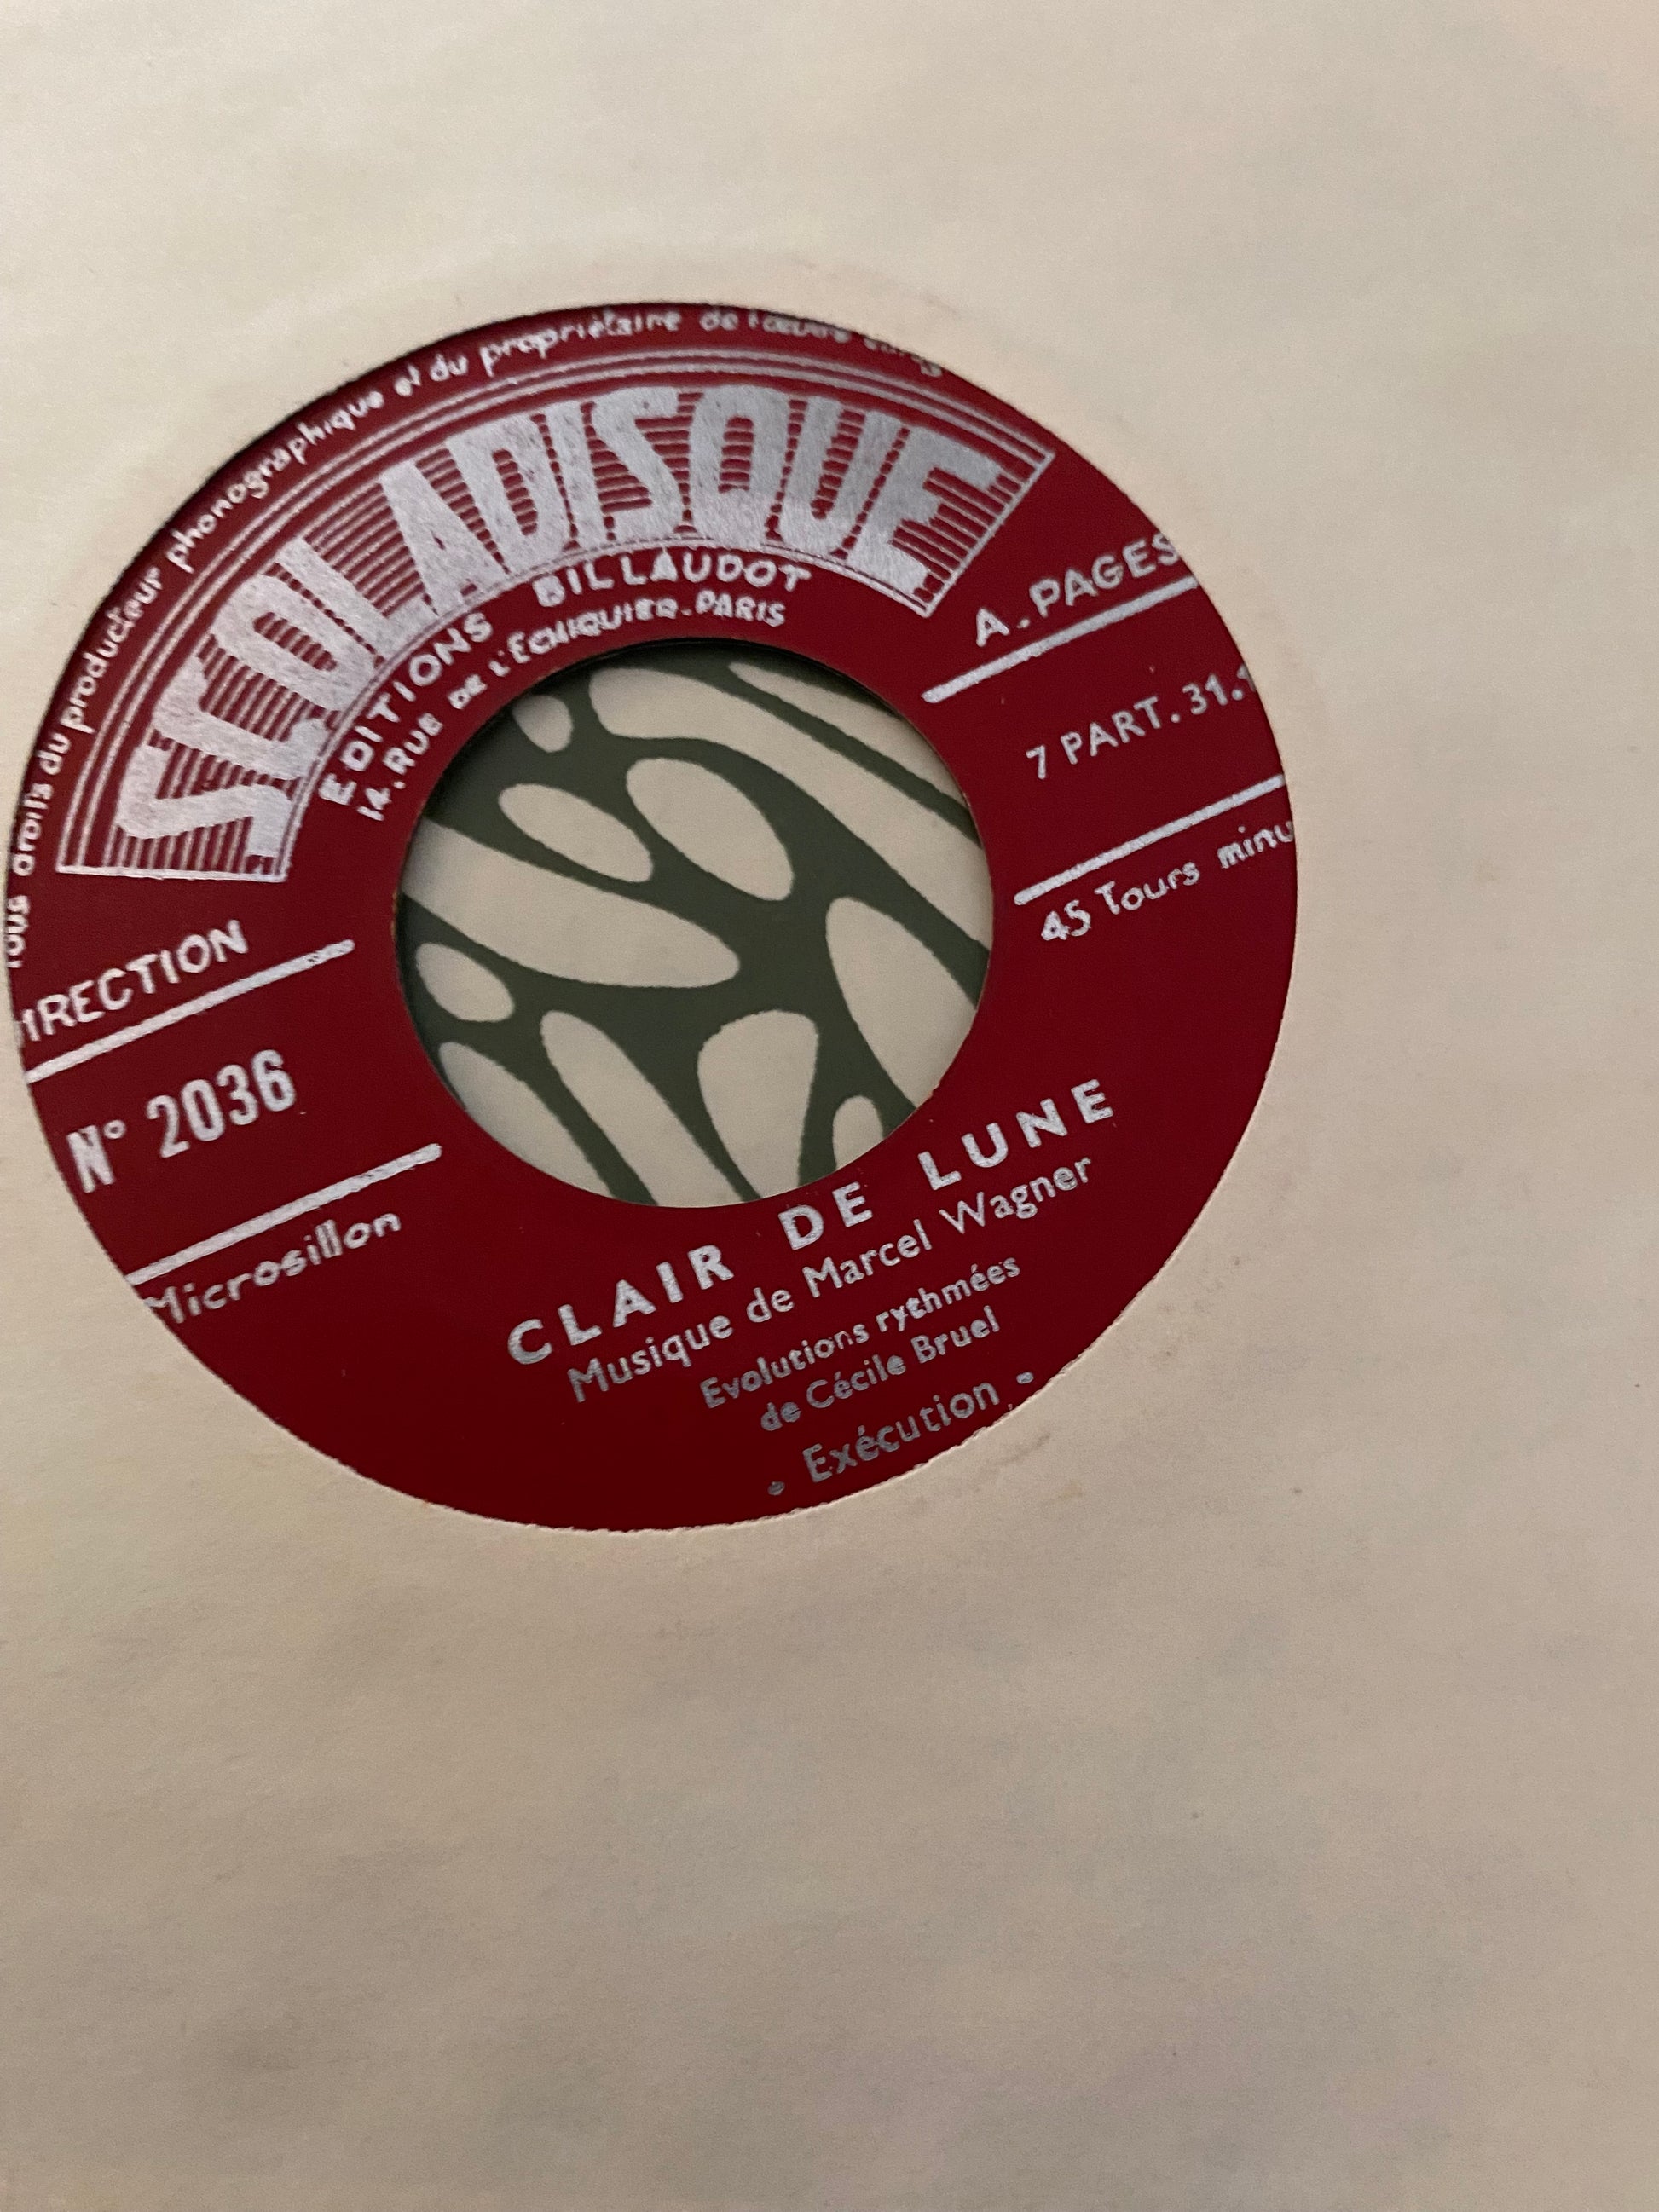 droits du producteur phonographique et du propriétaire de l'œuvre
SCOLADISQUE
EDITIONS BILLAUDOT
14.RUE DE L'ÉCHIQUIER-PARIS
IRECTION
A.PAGES
N° 2036
7 PART.31.
Microsillon
45 Tours minu
CLAIR DE LUNE
Musique de Marcel Wagner
Evolutions rythmées
de Cécile Bruel
• Exécution •